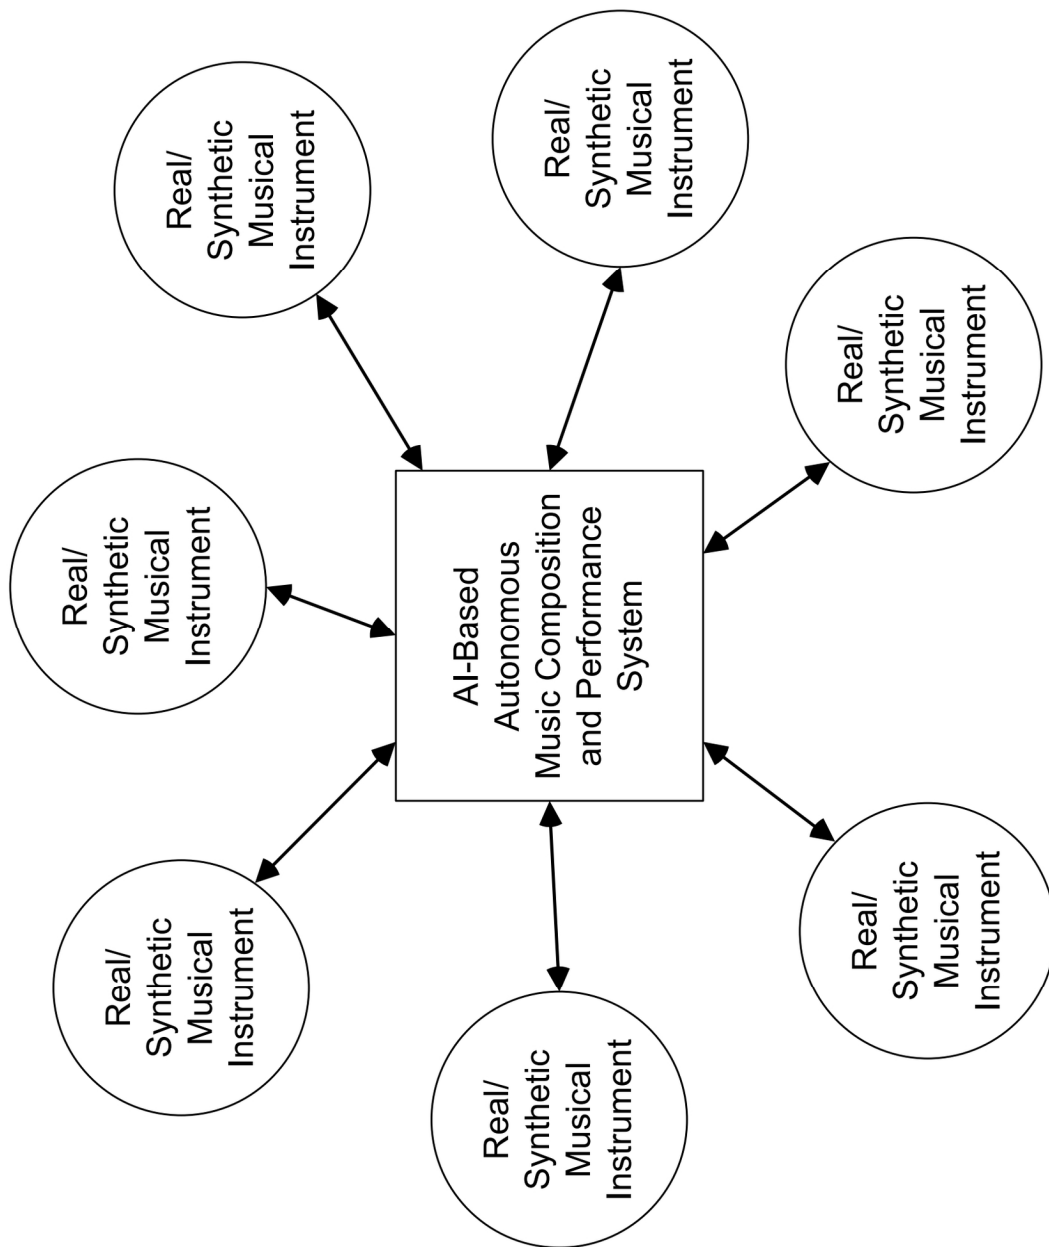 Real/
Synthetic
Musical
Instrument
Real/
Synthetic
Musical
Instrument
Real/
Synthetic
Musical
Instrument
Real/
Synthetic
Musical
Instrument
AI-Based
Autonomous
Music Composition
and Performance
System
Real/
Synthetic
Musical
Instrument
Real/
Synthetic
Musical
Instrument
Real/
Synthetic
Musical
Instrument